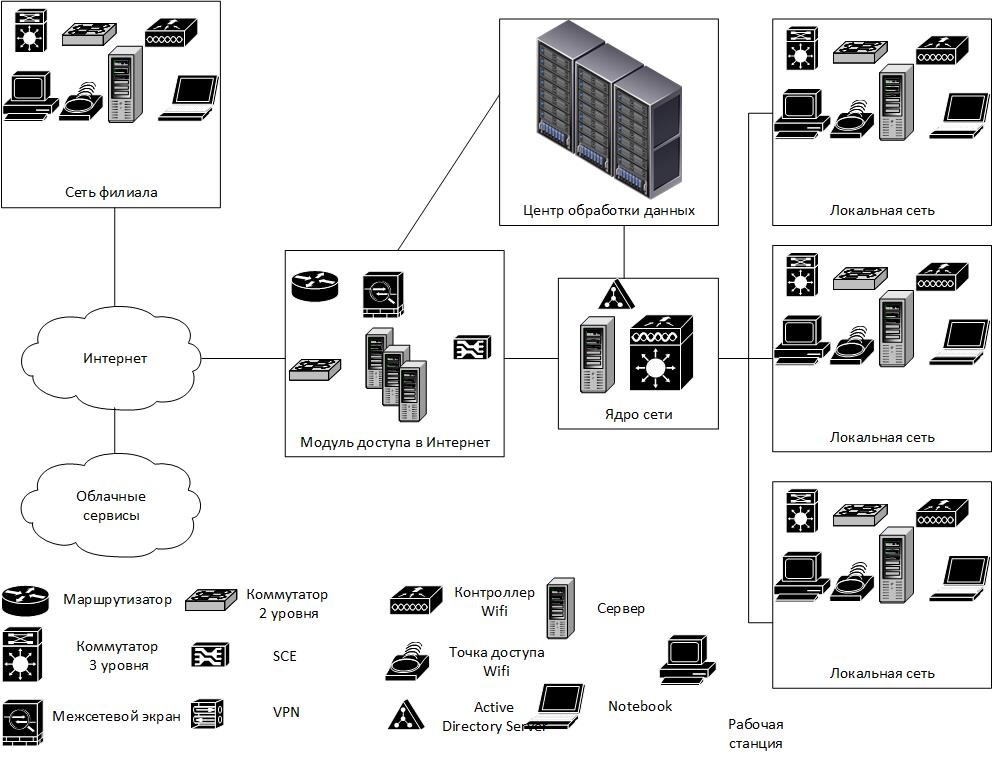 Сеть филиала
Центр обработки данных
Локальная сеть
Интернет
Модуль доступа в Интернет
Ядро сети
Локальная сеть
Облачные
сервисы
Локальная сеть
Маршрутизатор
Коммутатор
2 уровня
Контроллер
Wifi
Сервер
Коммутатор
3 уровня
SCE
Точка доступа
Wifi
Межсетевой экран
VPN
Active
Directory Server
Notebook
Рабочая
станция